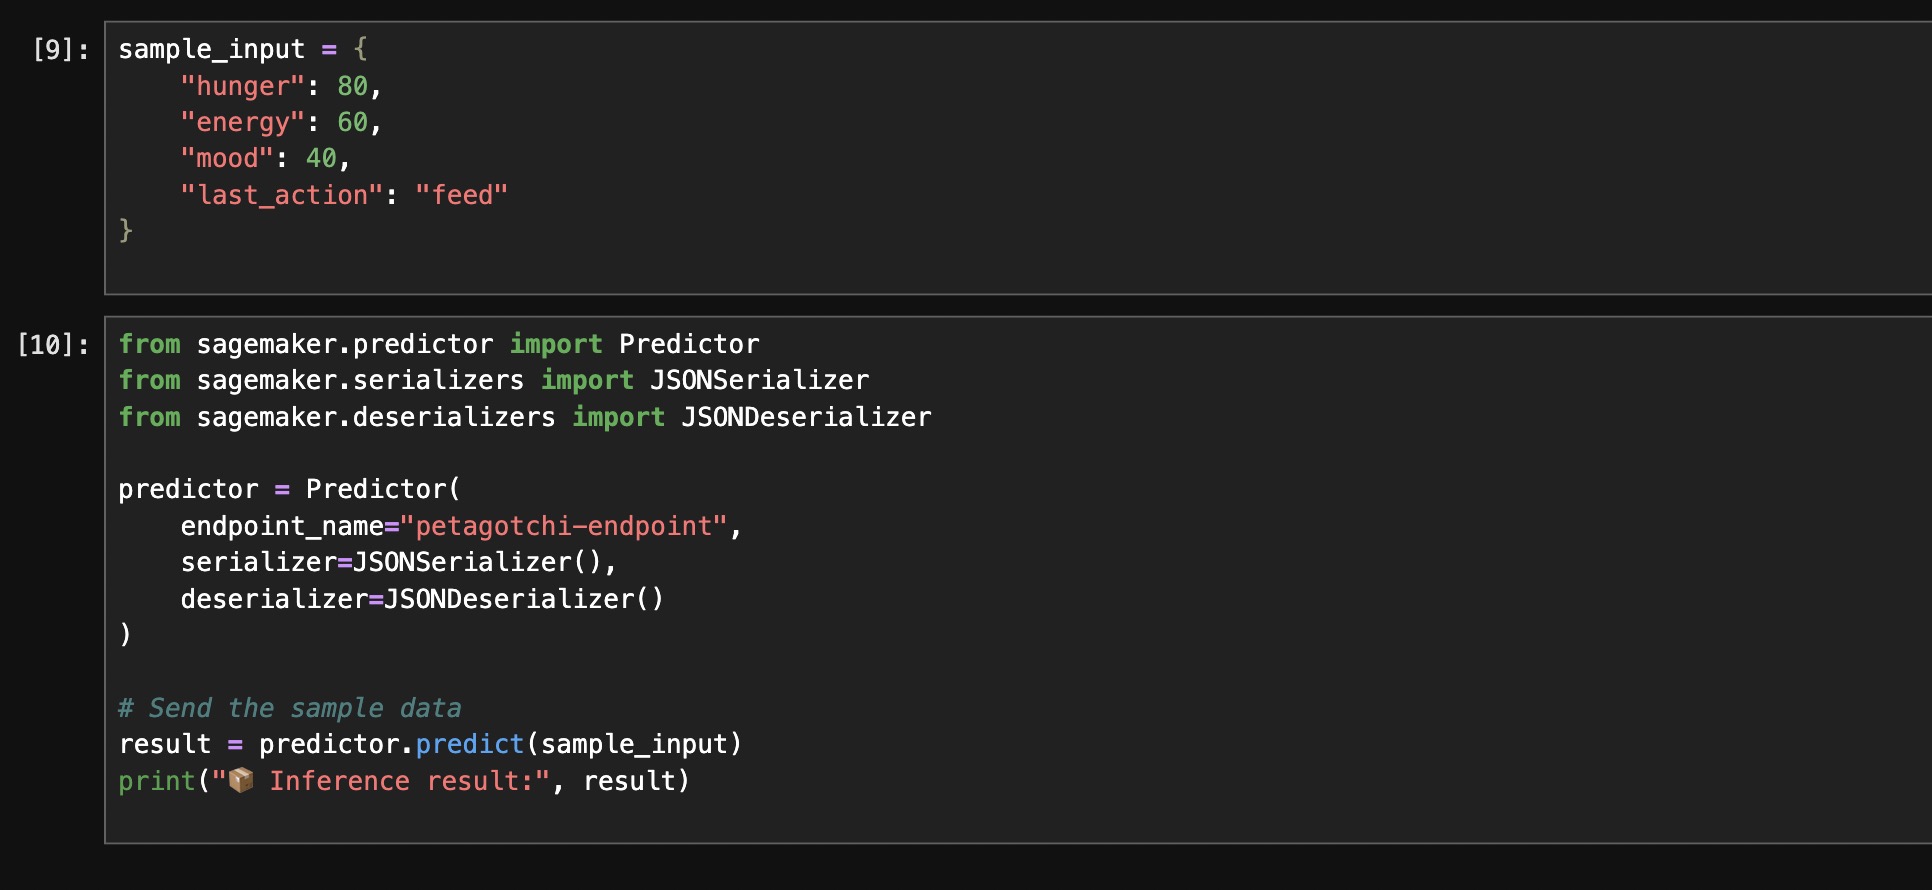 [9]: sample_input = {
    "hunger": 80,
    "energy": 60,
    "mood": 40,
    "last_action": "feed"
}
[10]: from sagemaker.predictor import Predictor
from sagemaker.serializers import JSONSerializer
from sagemaker.deserializers import JSONDeserializer

predictor = Predictor(
    endpoint_name="petagotchi-endpoint",
    serializer=JSONSerializer(),
    deserializer=JSONDeserializer()
)

# Send the sample data
result = predictor.predict(sample_input)
print("📦 Inference result:", result)